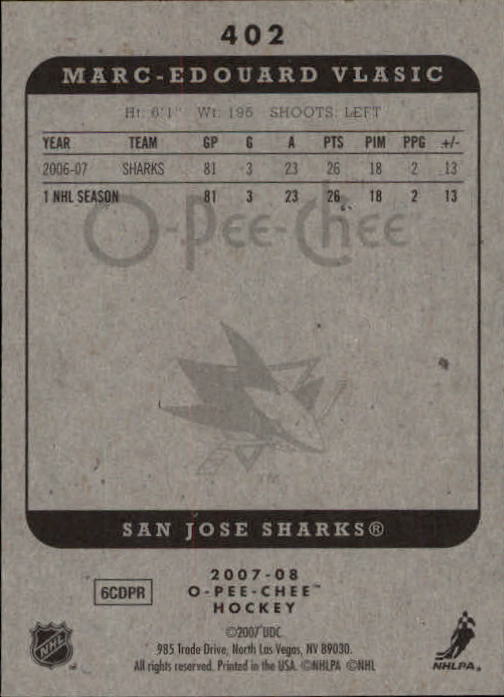 402
MARC-EDOUARD VLASIC
Ht: 6'1" Wt: 195 SHOOTS: LEFT
YEAR TEAM GP G A PTS PIM PPG +/-
2006-07 SHARKS 81 3 23 26 18 2 13
1 NHL SEASON 81 3 23 26 18 2 13
O-Pee-Chee
TM
SAN JOSE SHARKS®
2007-08
6CDPR
O-PEE-CHEE™
HOCKEY
©2007 UDC
985 Trade Drive, North Las Vegas, NV 89030.
All rights reserved. Printed in the USA. ©NHLPA ©NHL
NHL
NHLPA.